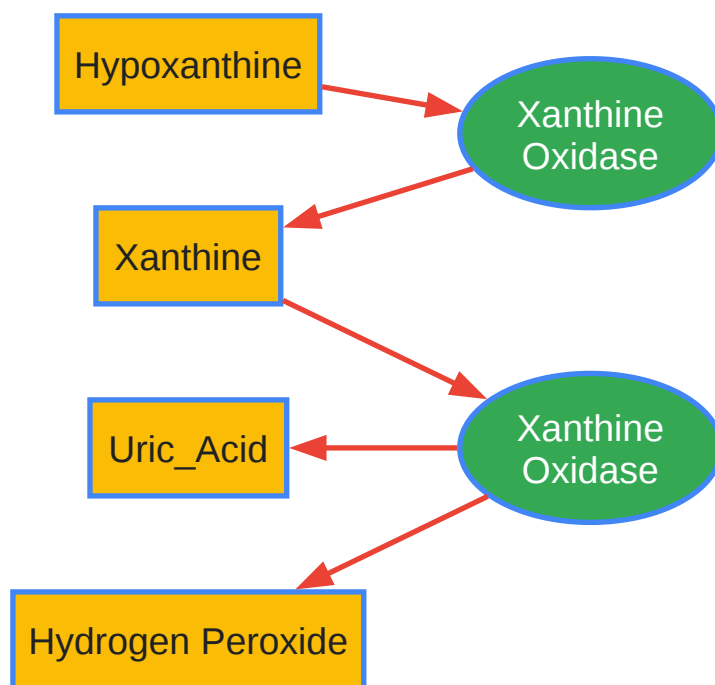 Hypoxanthine
Xanthine
Oxidase
Xanthine
Xanthine
Oxidase
Uric_Acid
Hydrogen Peroxide